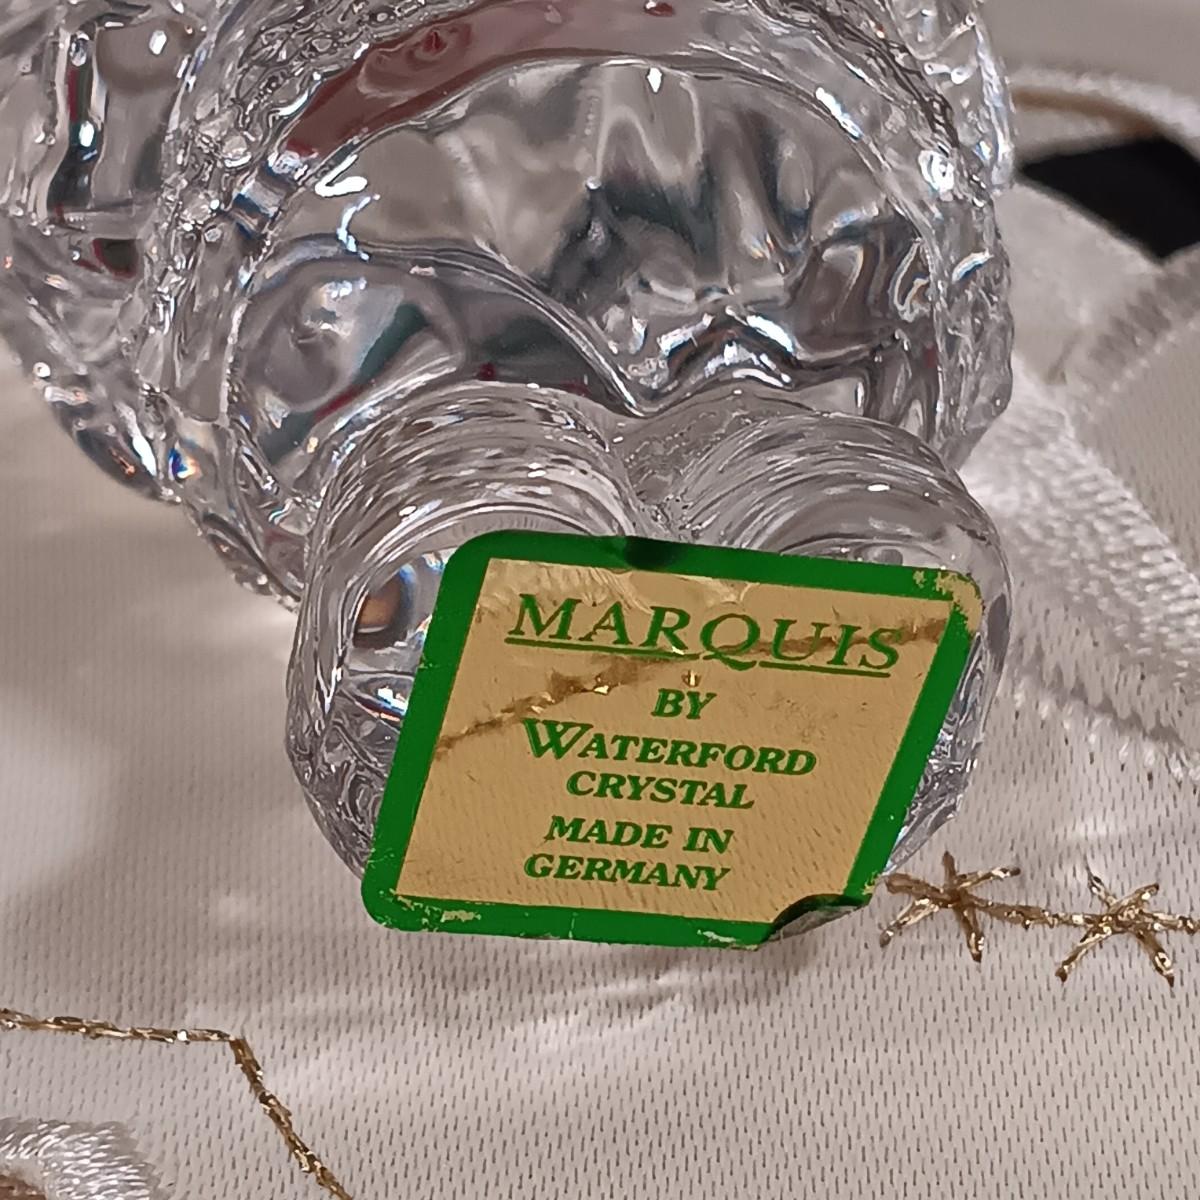 MARQUIS
BY
WATERFORD
CRYSTAL
MADE IN
GERMANY